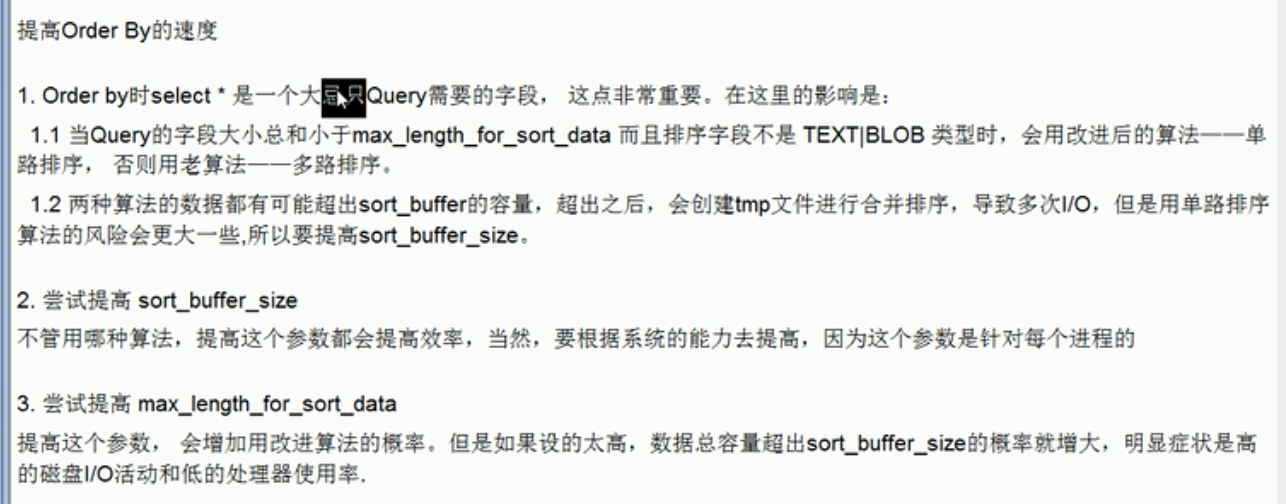 提高Order By的速度
1. Order by时select * 是一个大忌只Query需要的字段， 这点非常重要。在这里的影响是：
1.1 当Query的字段大小总和小于max_length_for_sort_data 而且排序字段不是 TEXT|BLOB 类型时，会用改进后的算法——单
路排序， 否则用老算法——多路排序。
1.2 两种算法的数据都有可能超出sort_buffer的容量，超出之后，会创建tmp文件进行合并排序，导致多次I/O，但是用单路排序
算法的风险会更大一些,所以要提高sort_buffer_size。
2. 尝试提高 sort_buffer_size
不管用哪种算法，提高这个参数都会提高效率，当然，要根据系统的能力去提高，因为这个参数是针对每个进程的
3. 尝试提高 max_length_for_sort_data
提高这个参数， 会增加用改进算法的概率。但是如果设的太高，数据总容量超出sort_buffer_size的概率就增大，明显症状是高
的磁盘I/O活动和低的处理器使用率.